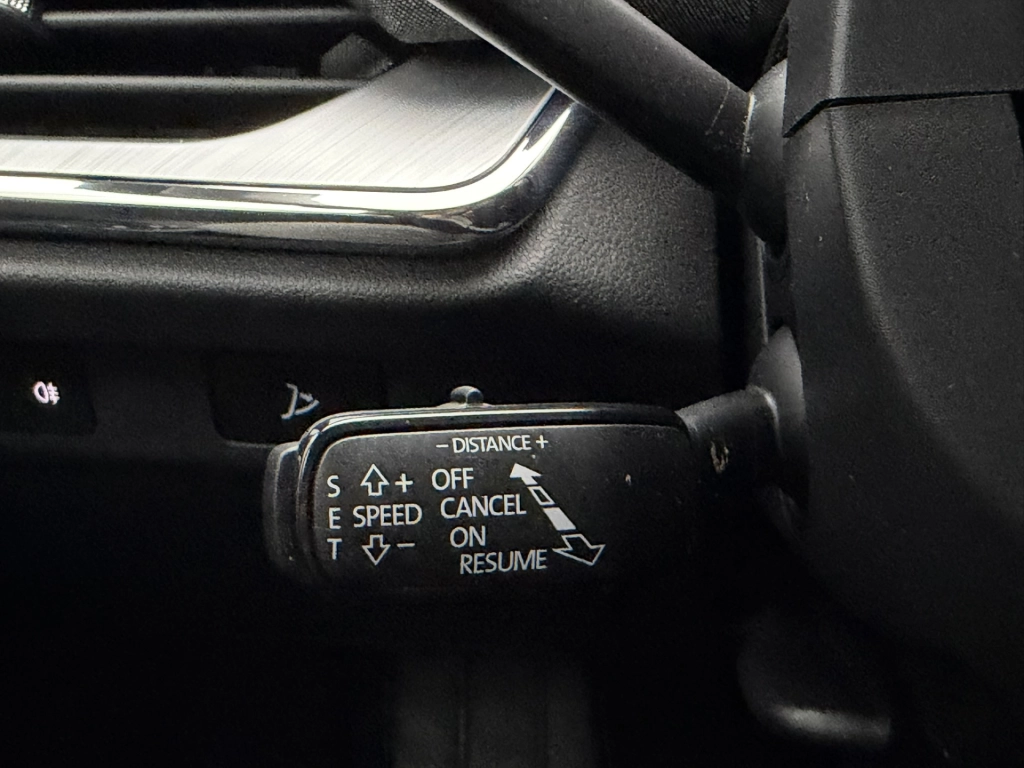 – DISTANCE +
S + OFF
E SPEED CANCEL
T – ON
RESUME